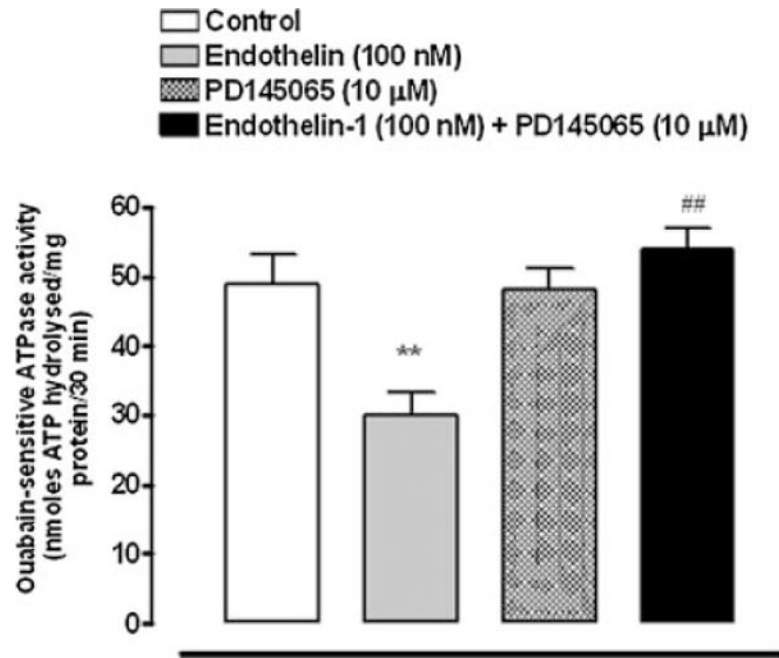 Control
Endothelin (100 nM)
PD145065 (10 µM)
Endothelin-1 (100 nM) + PD145065 (10 µM)
Ouabain-sensitive ATPase activity
(nmoles ATP hydrolysed/mg
protein/30 min)
60
50
40
30
20
10
0
**
##